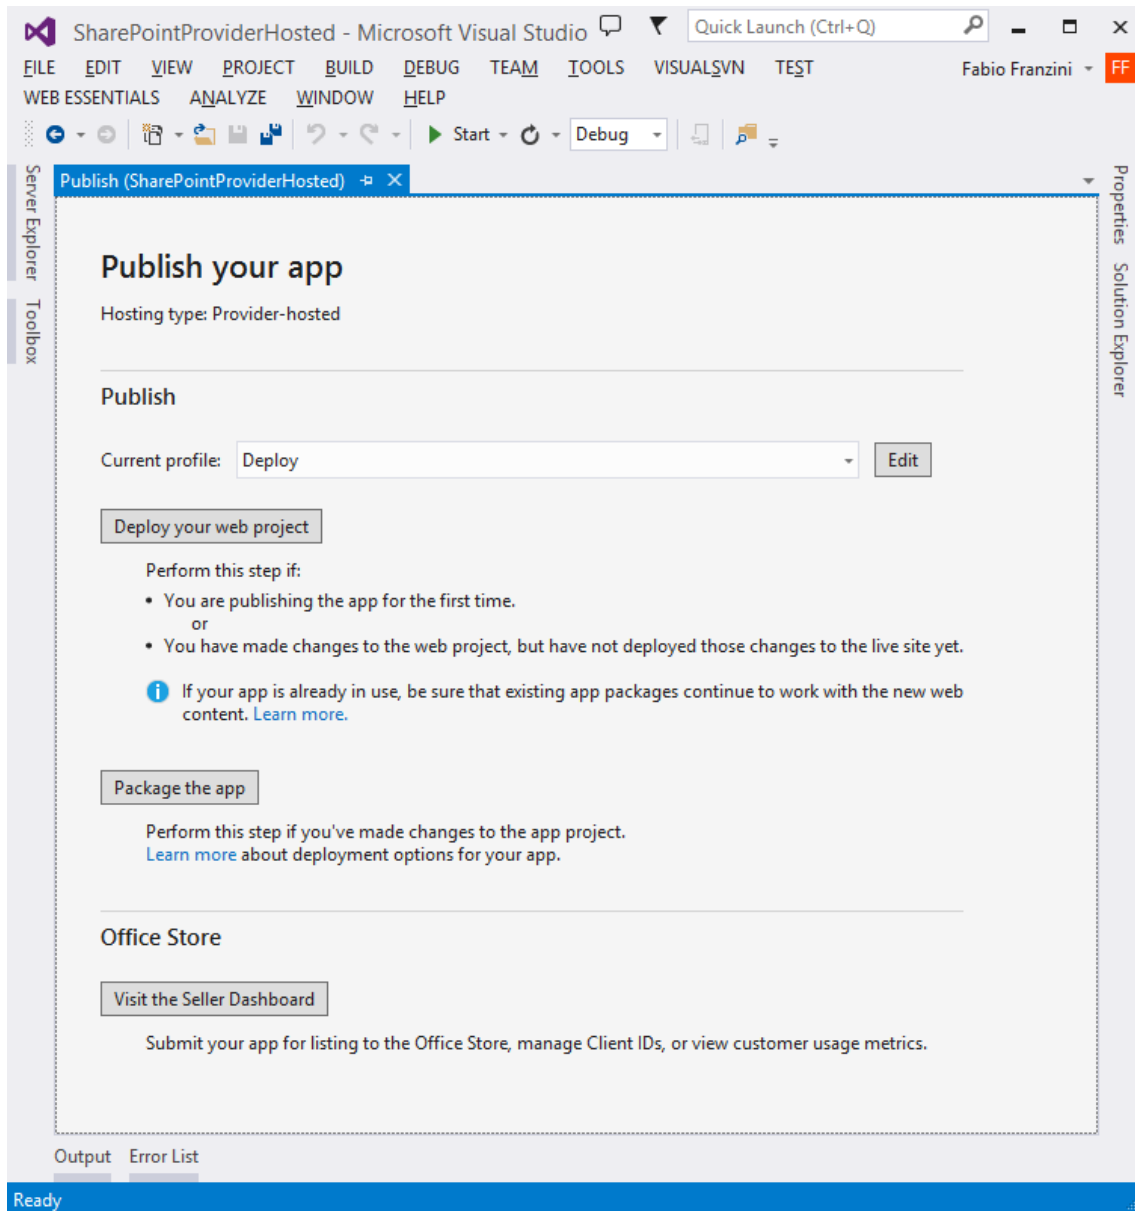 SharePointProviderHosted - Microsoft Visual Studio
Quick Launch (Ctrl+Q)
FILE EDIT VIEW PROJECT BUILD DEBUG TEAM TOOLS VISUALSVN TEST
Fabio Franzini FF
WEB ESSENTIALS ANALYZE WINDOW HELP
Start Debug
Server Explorer
Toolbox
Publish (SharePointProviderHosted)
Properties
Solution Explorer
Publish your app
Hosting type: Provider-hosted
Publish
Current profile: Deploy Edit
Deploy your web project
Perform this step if:
• You are publishing the app for the first time.
or
• You have made changes to the web project, but have not deployed those changes to the live site yet.
If your app is already in use, be sure that existing app packages continue to work with the new web
content. Learn more.
Package the app
Perform this step if you've made changes to the app project.
Learn more about deployment options for your app.
Office Store
Visit the Seller Dashboard
Submit your app for listing to the Office Store, manage Client IDs, or view customer usage metrics.
Output Error List
Ready